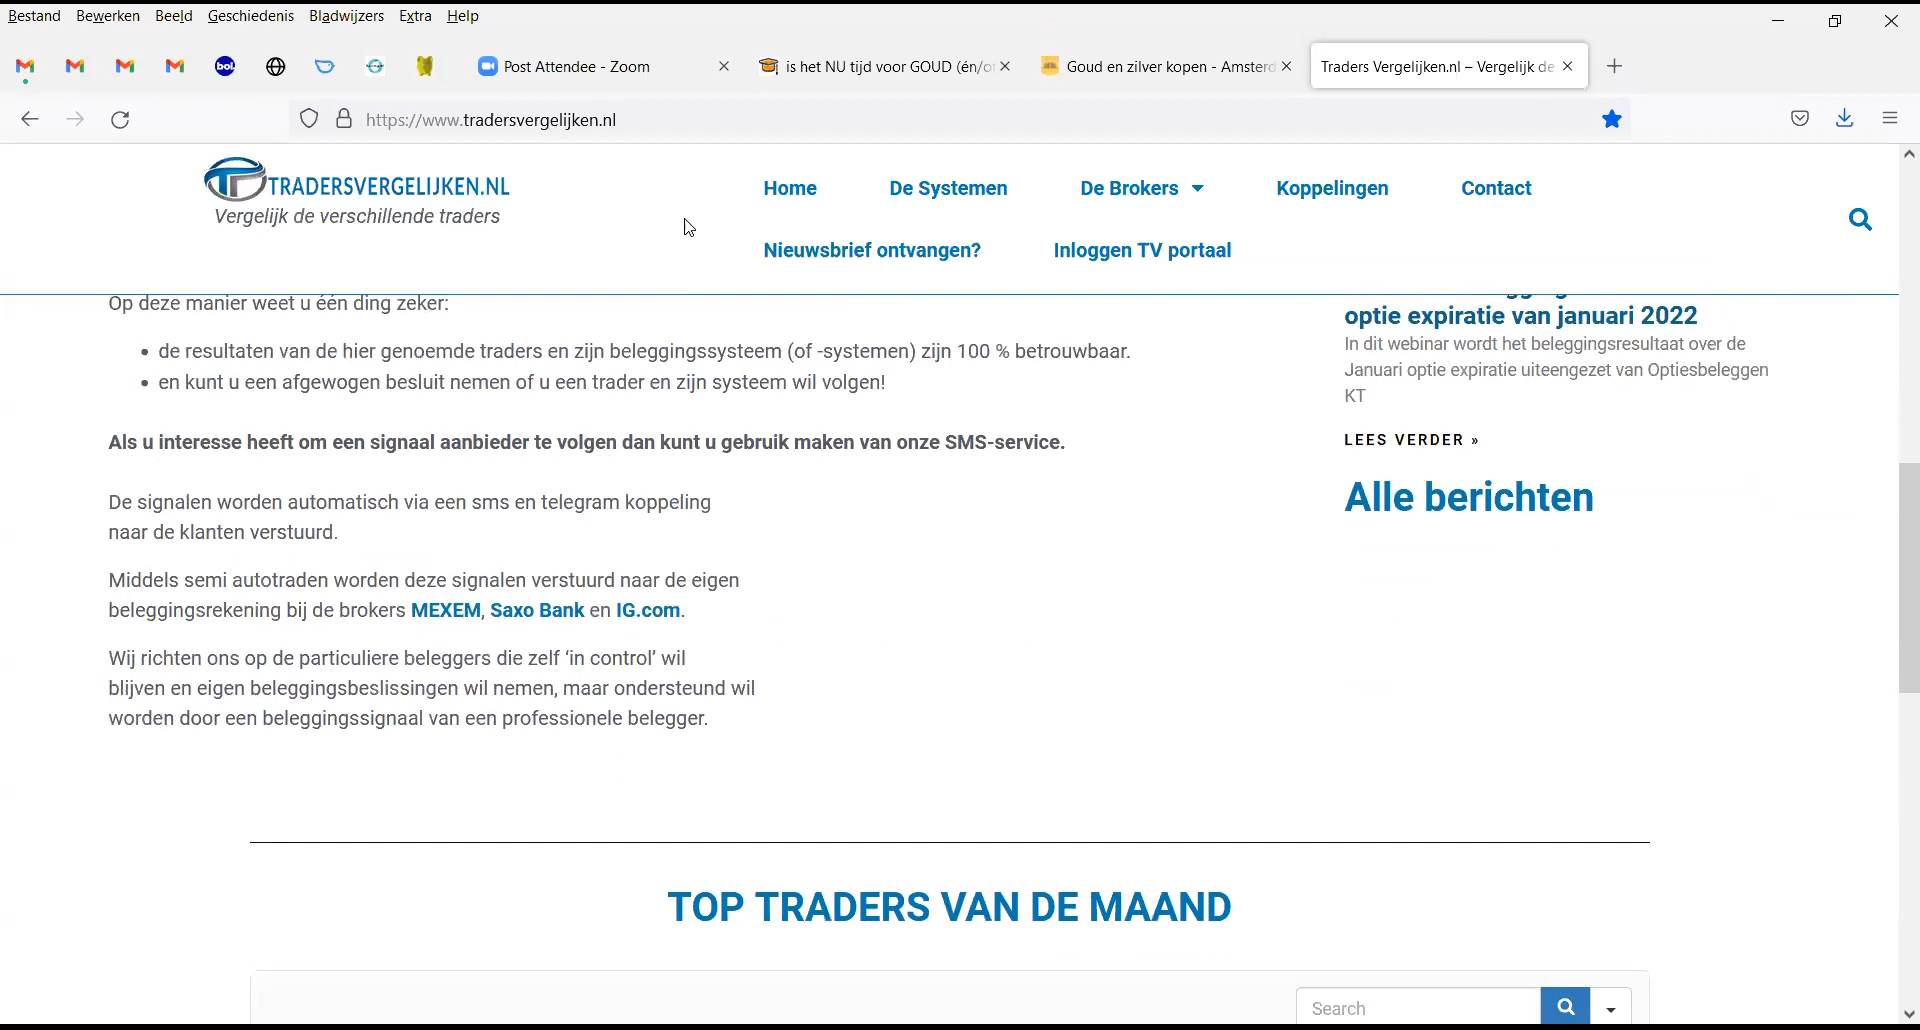 Bestand Bewerken Beeld Geschiedenis Bladwijzers Extra Help
bol. Post Attendee - Zoom is het NU tijd voor GOUD (én/o Goud en zilver kopen - Amsterd Traders Vergelijken.nl – Vergelijk de
https://www.tradersvergelijken.nl
TRADERSVERGELIJKEN.NL
Vergelijk de verschillende traders
Home De Systemen De Brokers Koppelingen Contact
Nieuwsbrief ontvangen? Inloggen TV portaal
Op deze manier weet u één ding zeker:
• de resultaten van de hier genoemde traders en zijn beleggingssysteem (of -systemen) zijn 100 % betrouwbaar.
• en kunt u een afgewogen besluit nemen of u een trader en zijn systeem wil volgen!
Als u interesse heeft om een signaal aanbieder te volgen dan kunt u gebruik maken van onze SMS-service.
De signalen worden automatisch via een sms en telegram koppeling
naar de klanten verstuurd.
Middels semi autotraden worden deze signalen verstuurd naar de eigen
beleggingsrekening bij de brokers MEXEM, Saxo Bank en IG.com.
Wij richten ons op de particuliere beleggers die zelf ‘in control’ wil
blijven en eigen beleggingsbeslissingen wil nemen, maar ondersteund wil
worden door een beleggingssignaal van een professionele belegger.
optie expiratie van januari 2022
In dit webinar wordt het beleggingsresultaat over de
Januari optie expiratie uiteengezet van Optiesbeleggen
KT
LEES VERDER »
Alle berichten
TOP TRADERS VAN DE MAAND
Search